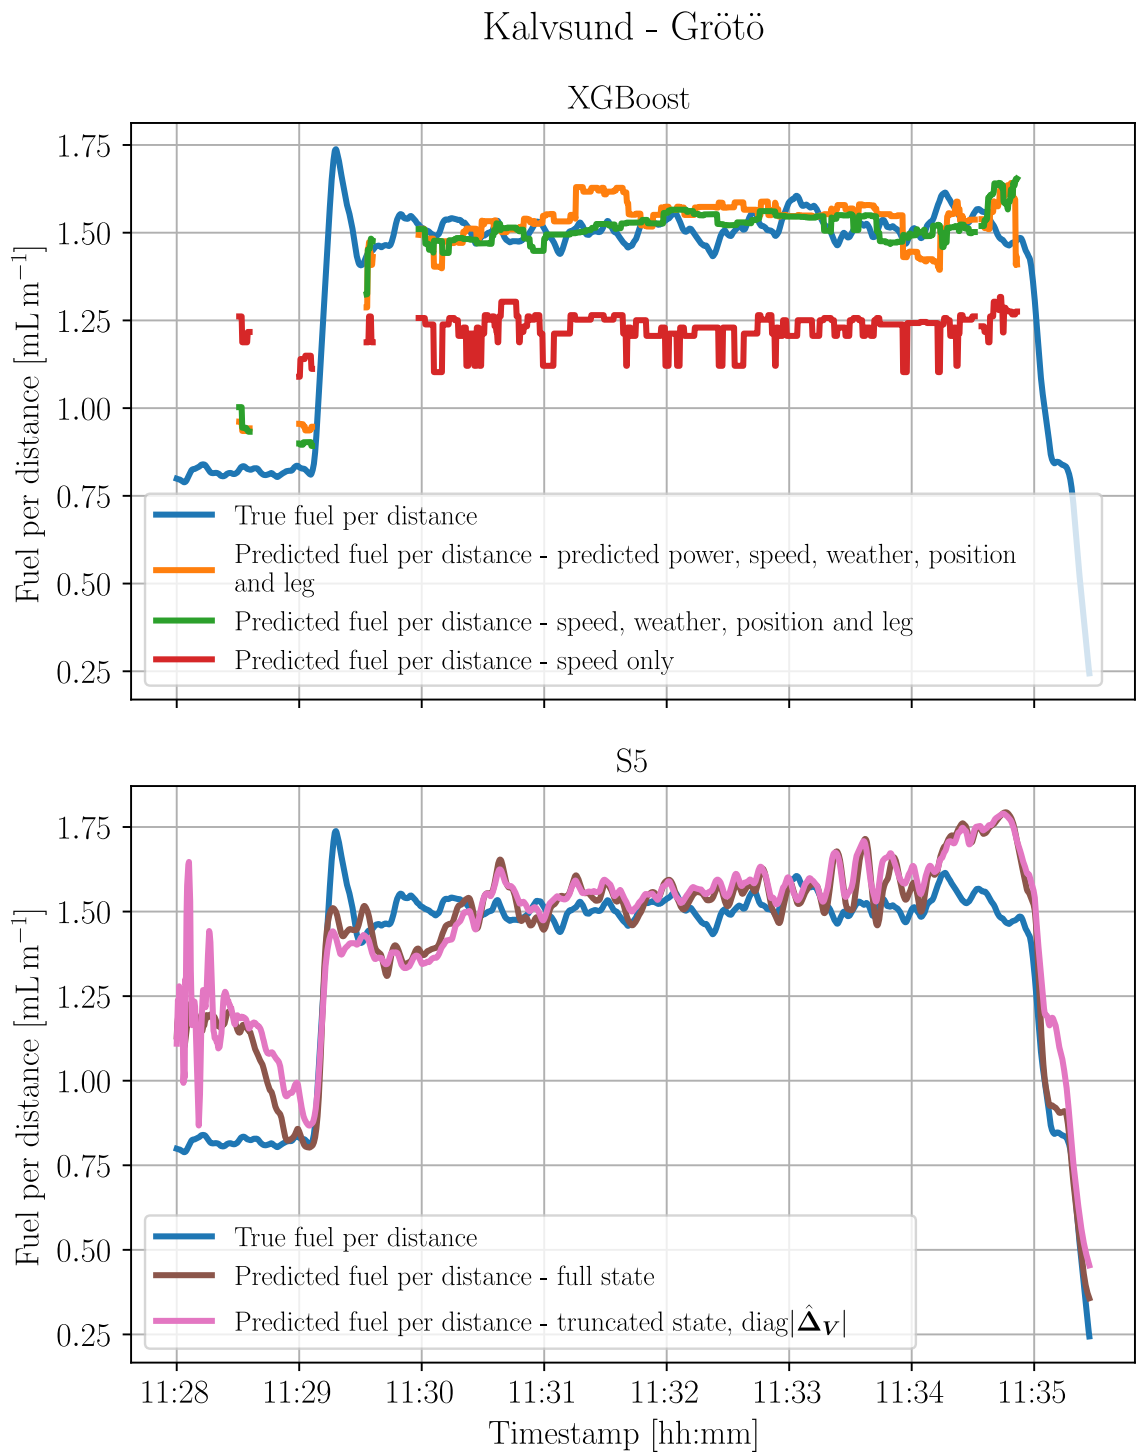 Kalvsund - Grötö
XGBoost
Fuel per distance [mL m⁻¹]
1.75
1.50
1.25
1.00
0.75
0.50
0.25
True fuel per distance
Predicted fuel per distance - predicted power, speed, weather, position
and leg
Predicted fuel per distance - speed, weather, position and leg
Predicted fuel per distance - speed only
S5
Fuel per distance [mL m⁻¹]
1.75
1.50
1.25
1.00
0.75
0.50
0.25
True fuel per distance
Predicted fuel per distance - full state
Predicted fuel per distance - truncated state, diag|Δ̂_V|
11:28 11:29 11:30 11:31 11:32 11:33 11:34 11:35
Timestamp [hh:mm]